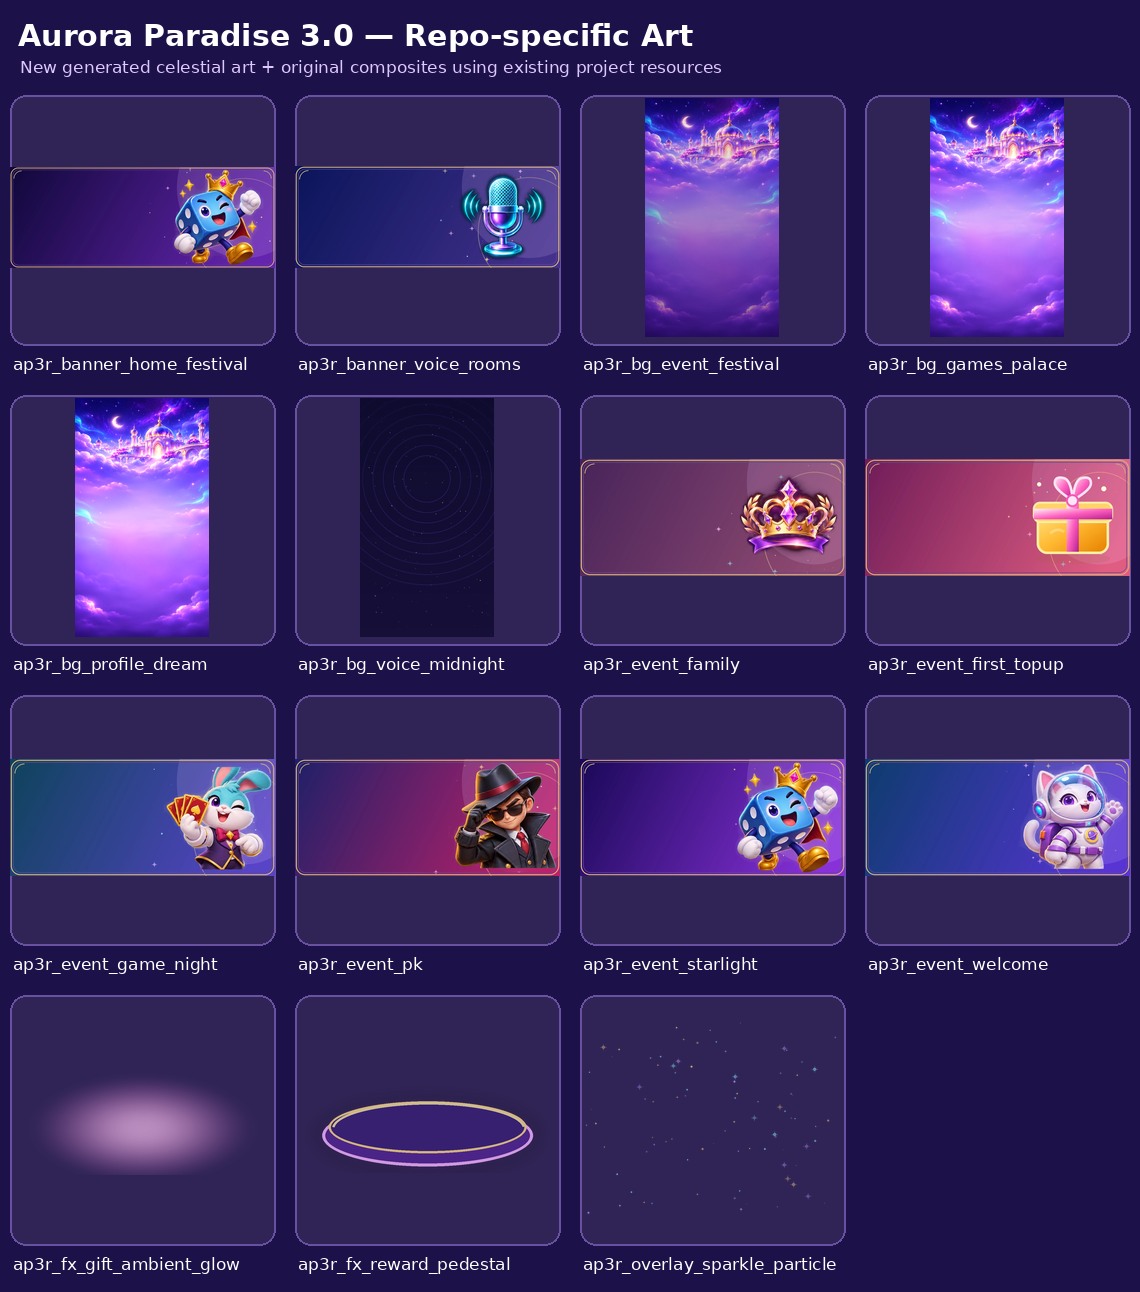 Aurora Paradise 3.0 — Repo-specific Art
New generated celestial art + original composites using existing project resources
ap3r_banner_home_festival
ap3r_banner_voice_rooms
ap3r_bg_event_festival
ap3r_bg_games_palace
ap3r_bg_profile_dream
ap3r_bg_voice_midnight
ap3r_event_family
ap3r_event_first_topup
ap3r_event_game_night
ap3r_event_pk
ap3r_event_starlight
ap3r_event_welcome
ap3r_fx_gift_ambient_glow
ap3r_fx_reward_pedestal
ap3r_overlay_sparkle_particle